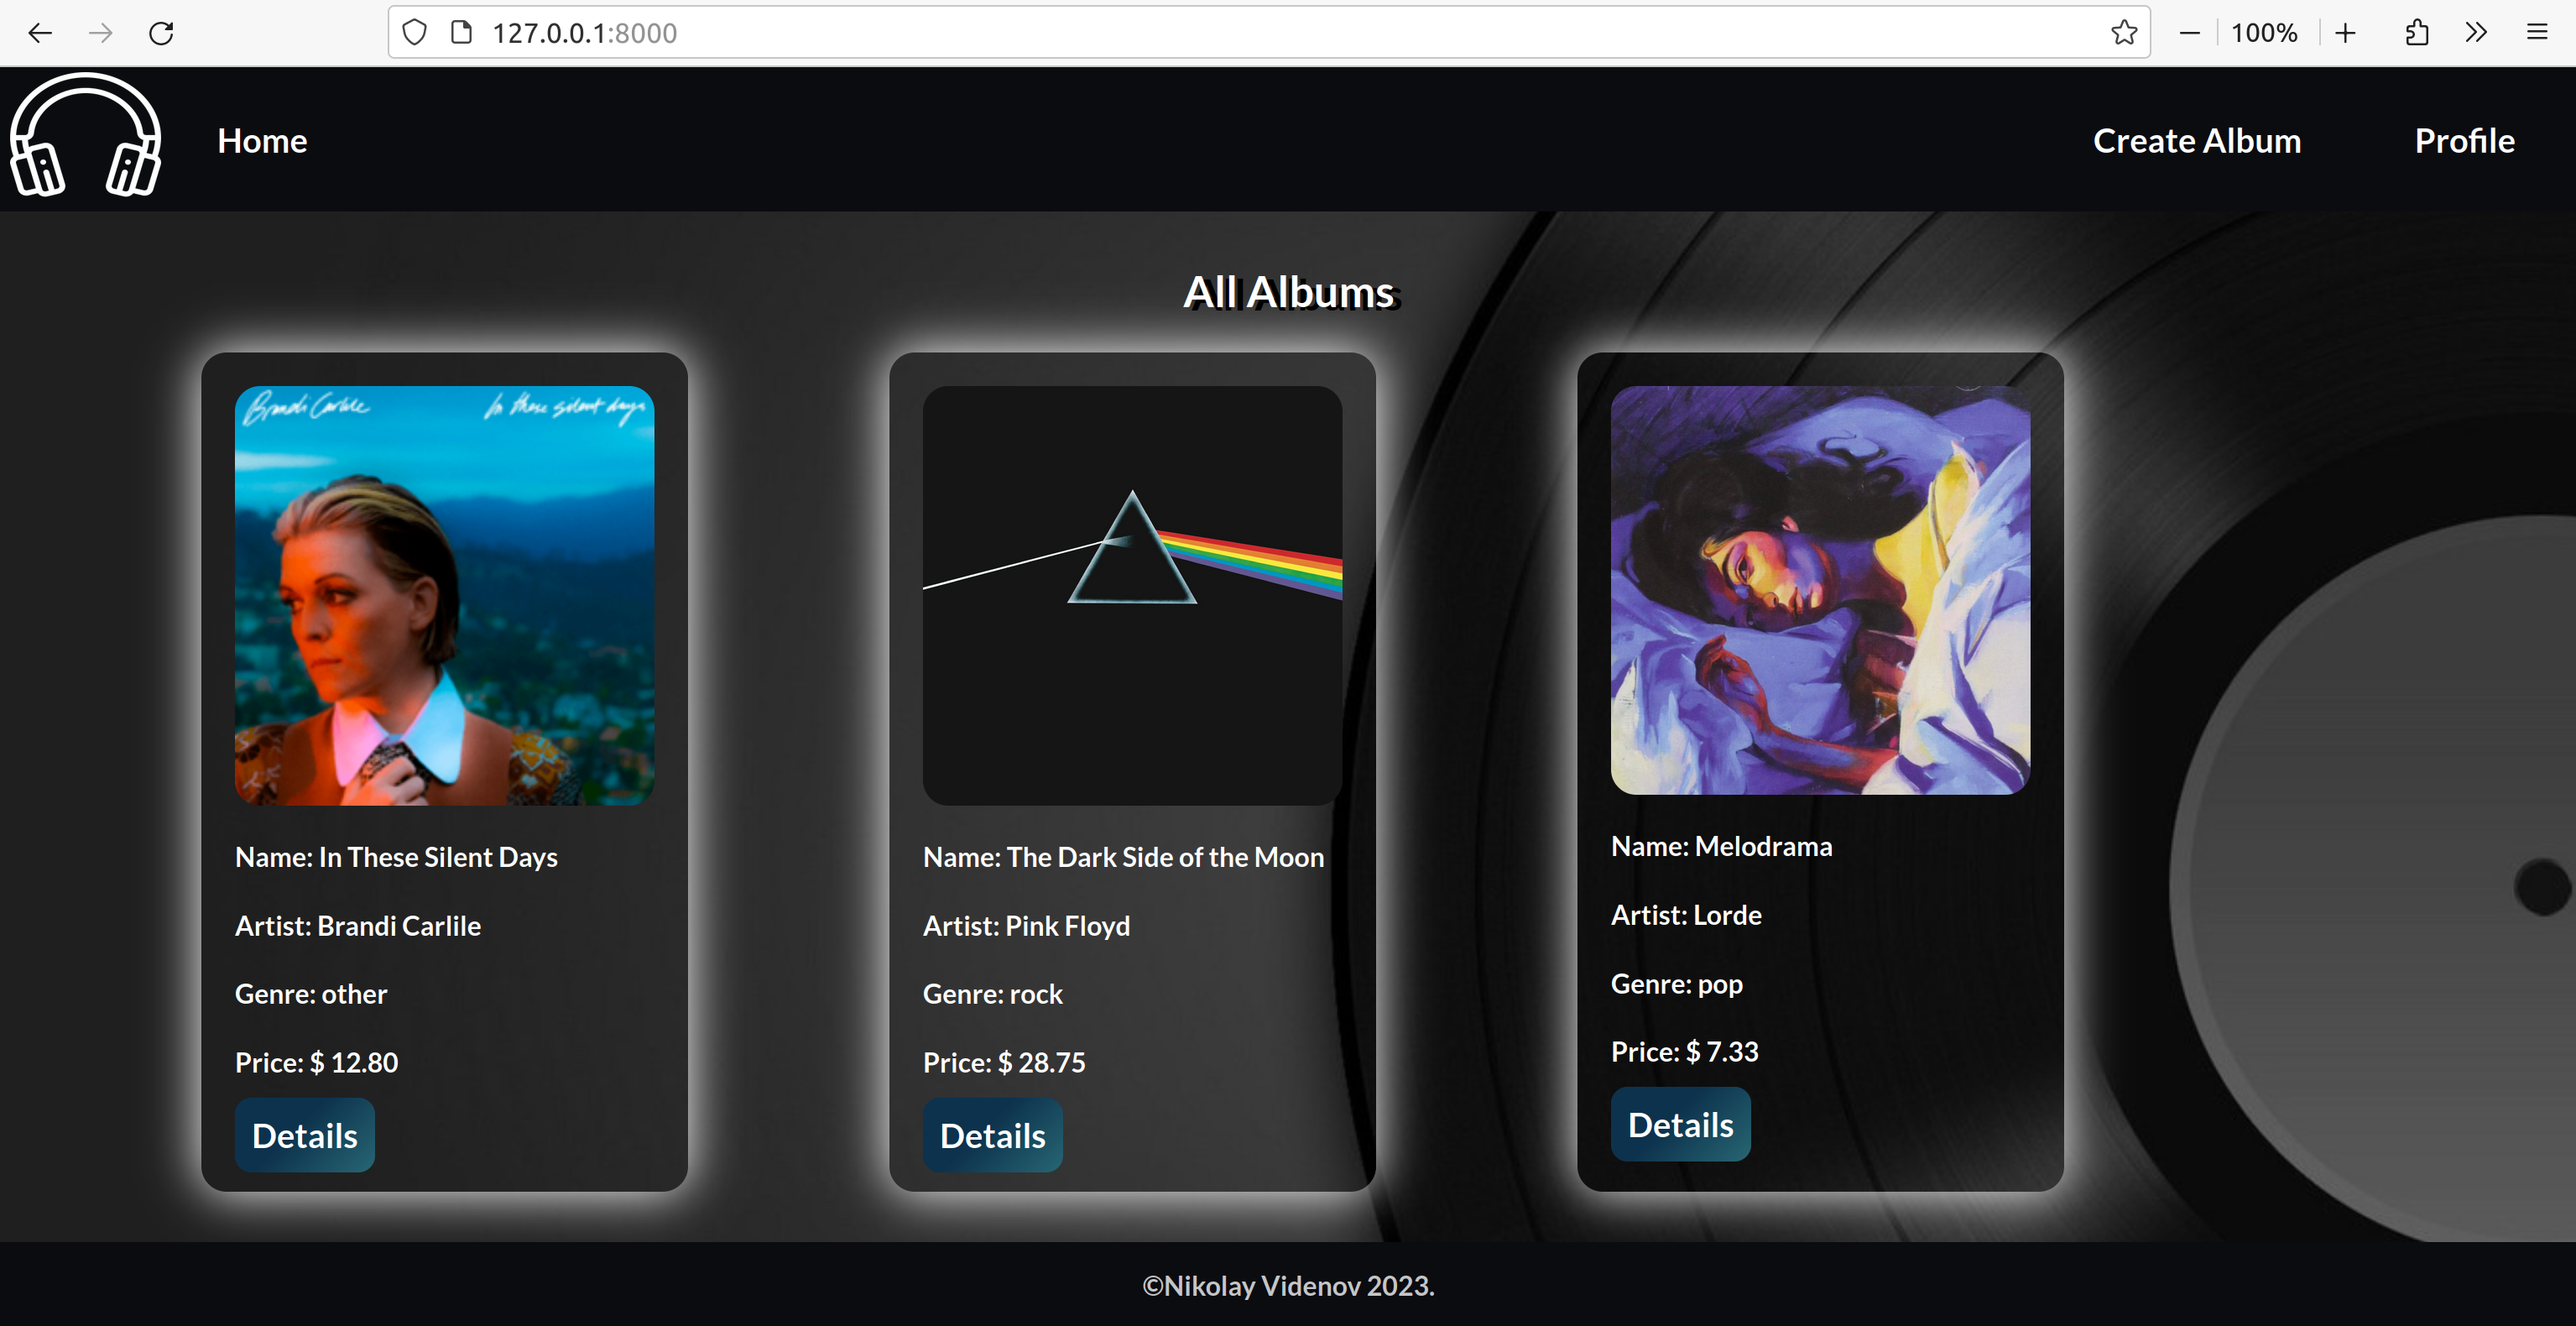 127.0.0.1:8000
100%
Home
Create Album
Profile
All Albums
Brandi Carlile
In these silent days
Name: In These Silent Days
Artist: Brandi Carlile
Genre: other
Price: $ 12.80
Details
Name: The Dark Side of the Moon
Artist: Pink Floyd
Genre: rock
Price: $ 28.75
Details
Name: Melodrama
Artist: Lorde
Genre: pop
Price: $ 7.33
Details
©Nikolay Videnov 2023.